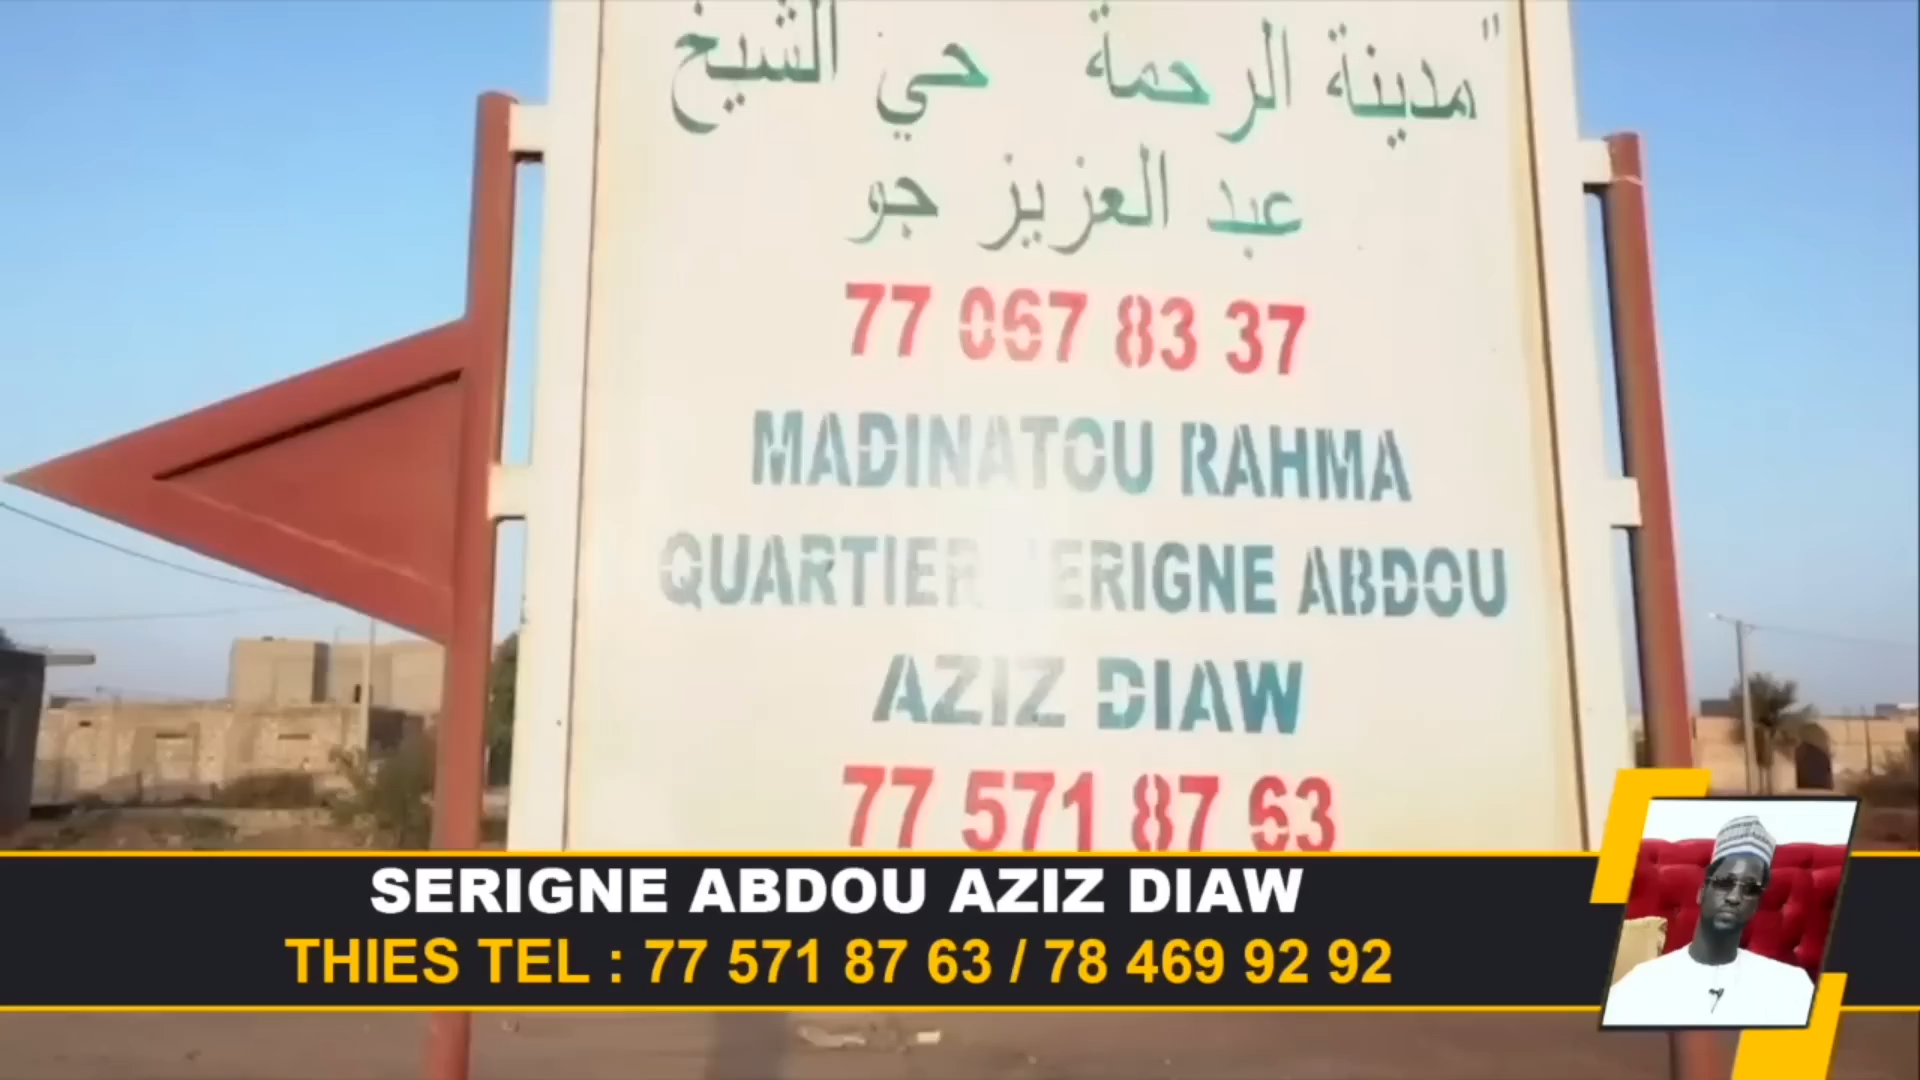 "مدينة الرحمة حي الشيخ
عبد العزيز جو
77 067 83 37
MADINATOU RAHMA
QUARTIER SERIGNE ABDOU
AZIZ DIAW
77 571 87 63
SERIGNE ABDOU AZIZ DIAW
THIES TEL : 77 571 87 63 / 78 469 92 92